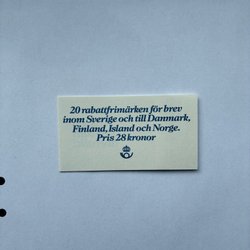 20 rabattfrimärken för brev
inom Sverige och till Danmark,
Finland, Island och Norge.
Pris 28 kronor